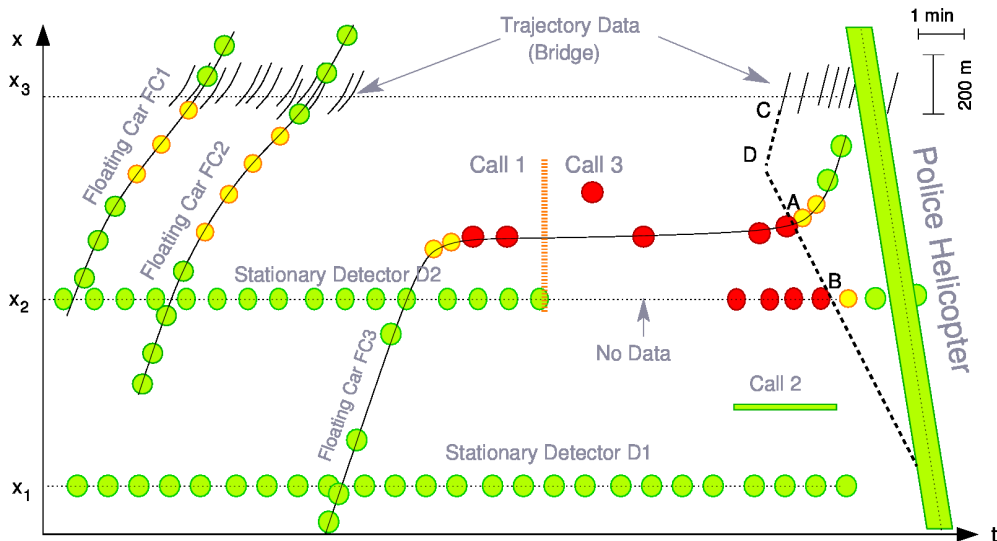 1 min
x
Trajectory Data
(Bridge)
x3
200 m
Floating Car FC1
Floating Car FC2
C
D
Call 1
Call 3
A
Police Helicopter
Stationary Detector D2
B
x2
No Data
Floating Car FC3
Call 2
Stationary Detector D1
x1
t